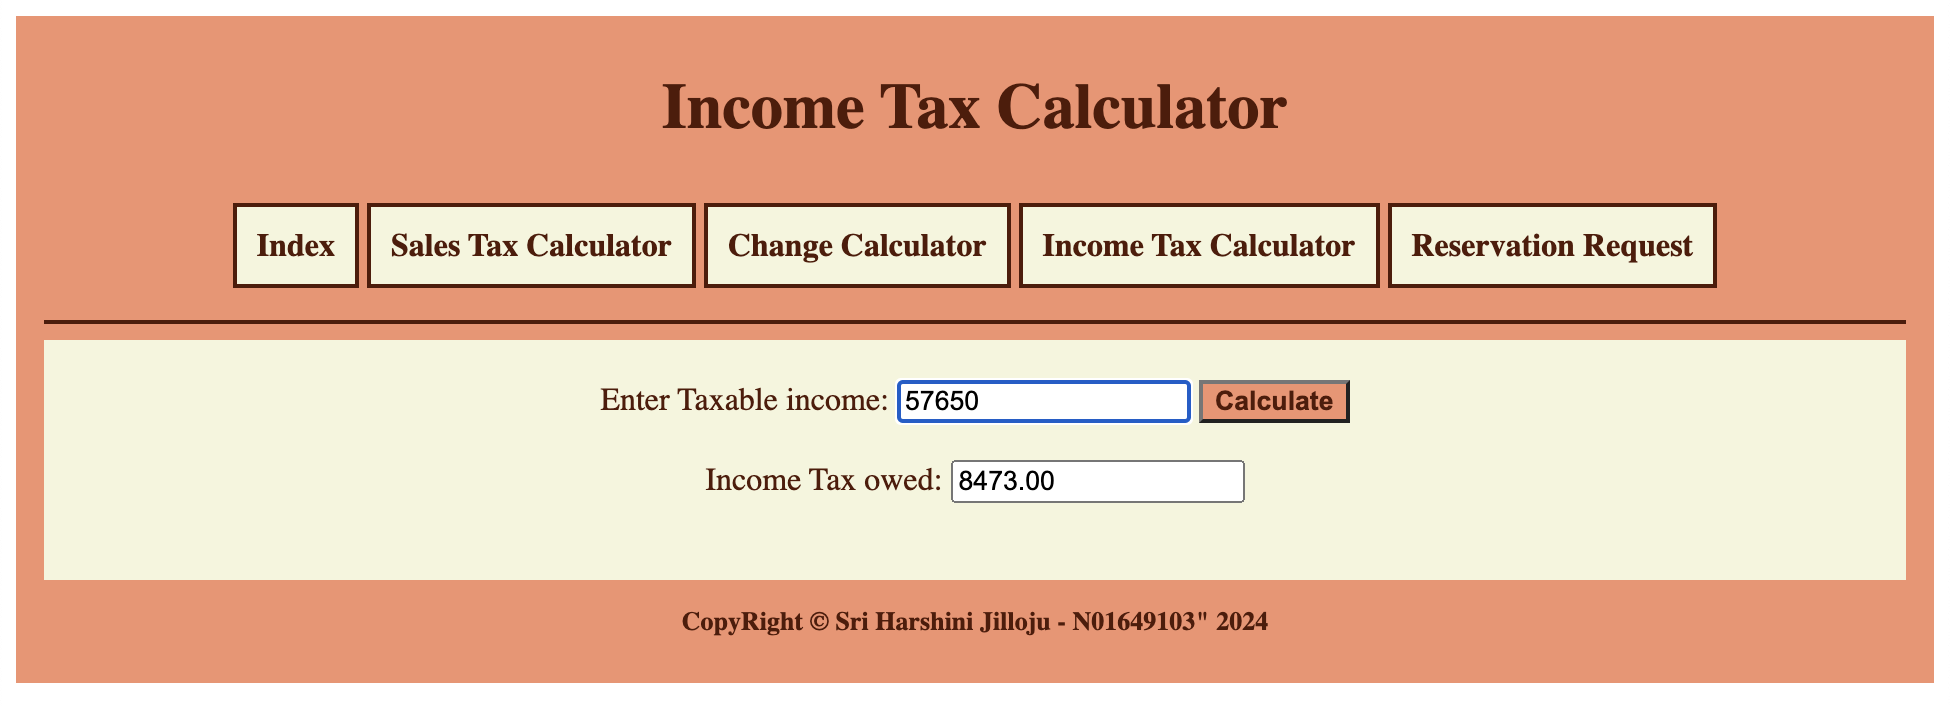 Income Tax Calculator
Index Sales Tax Calculator Change Calculator Income Tax Calculator Reservation Request
Enter Taxable income: 57650 Calculate
Income Tax owed: 8473.00
CopyRight © Sri Harshini Jilloju - N01649103" 2024